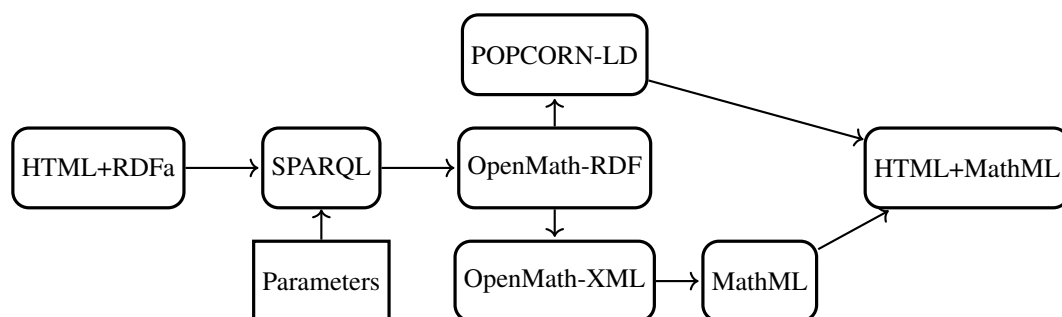 POPCORN-LD
HTML+RDFa
SPARQL
OpenMath-RDF
HTML+MathML
Parameters
OpenMath-XML
MathML